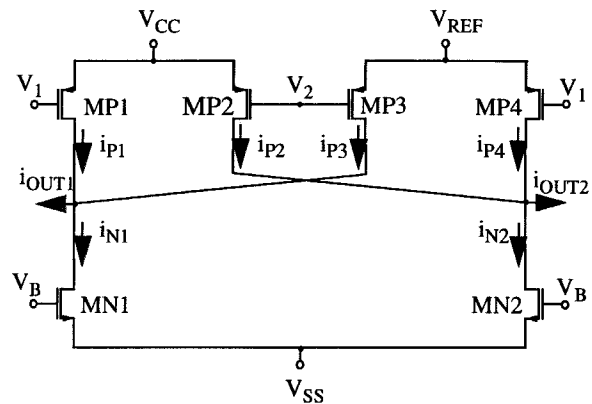 V_CC V_REF
V_1 MP1 MP2 V_2 MP3 MP4 V_1
i_P1 i_P2 i_P3 i_P4
i_OUT1 i_OUT2
i_N1 i_N2
V_B MN1 MN2 V_B
V_SS